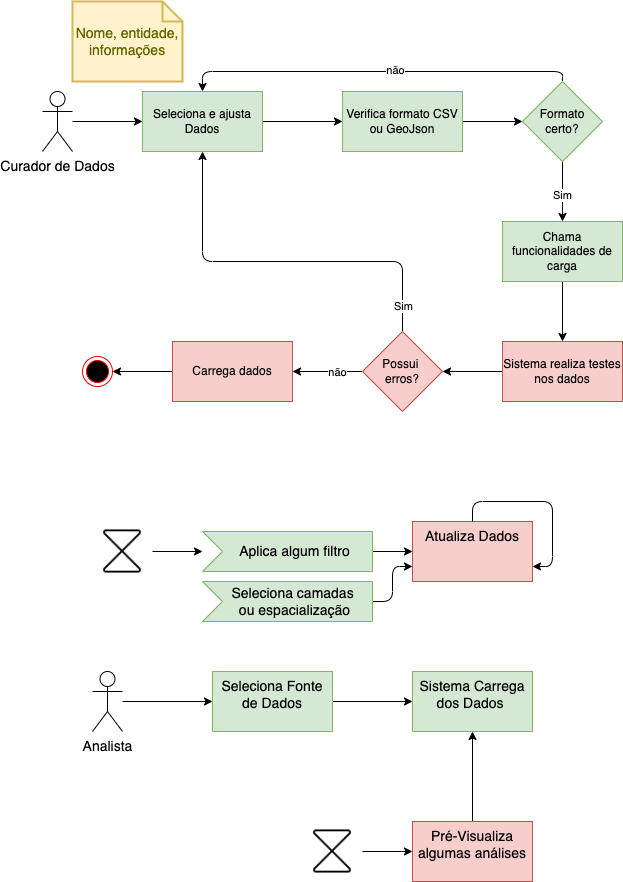 Nome, entidade,
informações
não
Seleciona e ajusta
Dados
Verifica formato CSV
ou GeoJson
Formato
certo?
Curador de Dados
Sim
Chama
funcionalidades de
carga
Sim
Carrega dados
não
Possui
erros?
Sistema realiza testes
nos dados
Aplica algum filtro
Atualiza Dados
Seleciona camadas
ou espacialização
Seleciona Fonte
de Dados
Sistema Carrega
dos Dados
Analista
Pré-Visualiza
algumas análises